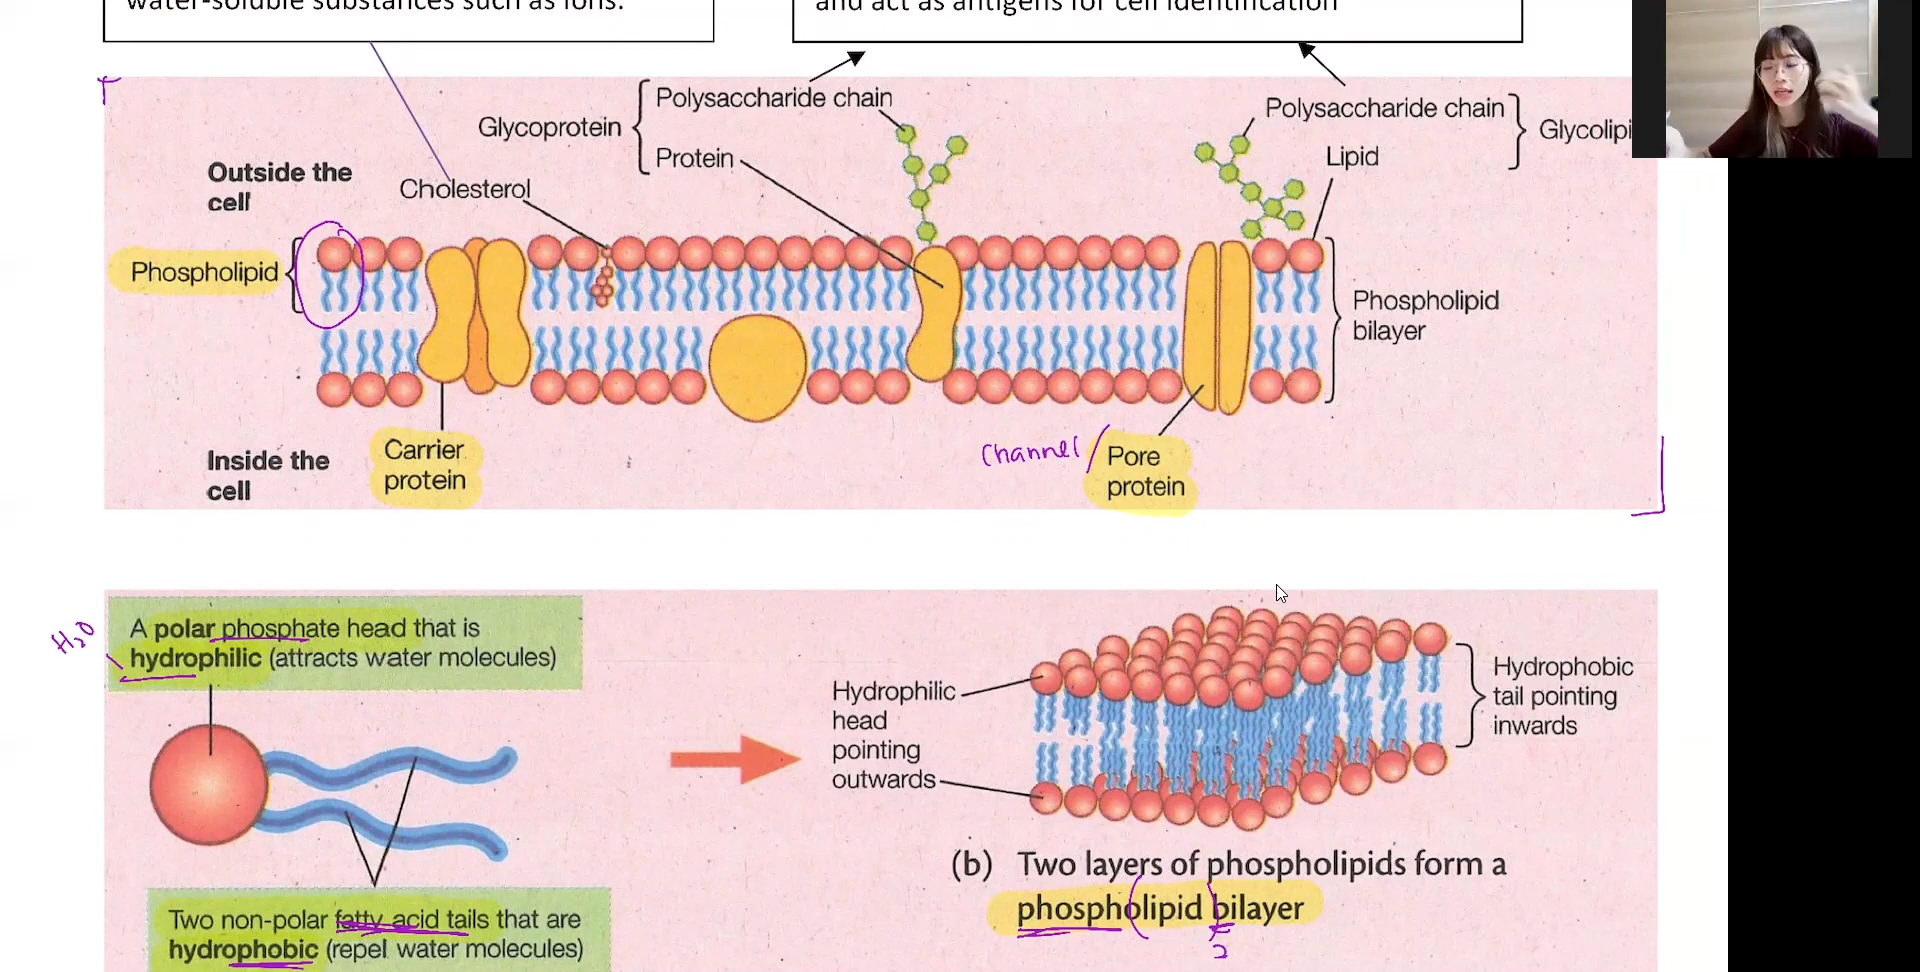 water-soluble substances such as ions.
and act as antigens for cell identification
Polysaccharide chain
Glycoprotein
Protein
Polysaccharide chain
Glycolipi
Lipid
Outside the
cell
Cholesterol
Phospholipid
Phospholipid
bilayer
Inside the
cell
Carrier
protein
Channel/
Pore
protein
H₂O
A polar phosphate head that is
hydrophilic (attracts water molecules)
Hydrophilic
head
pointing
outwards
Hydrophobic
tail pointing
inwards
Two non-polar fatty acid tails that are
hydrophobic (repel water molecules)
(b) Two layers of phospholipids form a
phospholipid bilayer
2